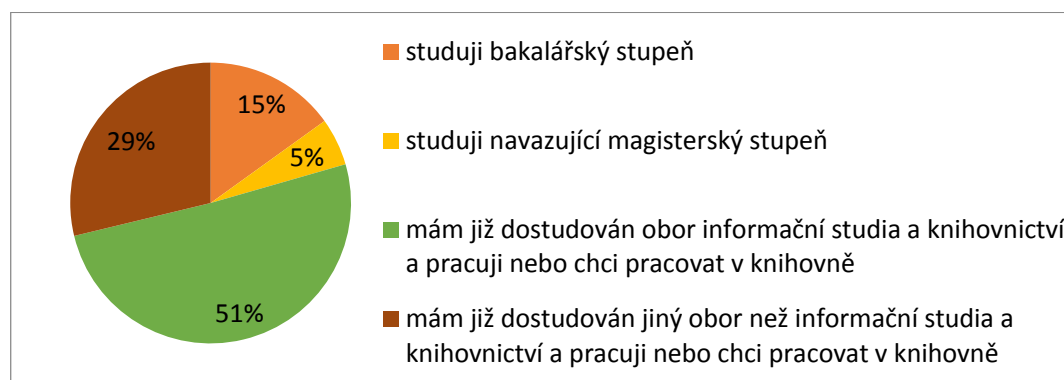 studuji bakalářský stupeň
15%
29%
5%
studuji navazující magisterský stupeň
mám již dostudován obor informační studia a knihovnictví
a pracuji nebo chci pracovat v knihovně
51%
mám již dostudován jiný obor než informační studia a
knihovnictví a pracuji nebo chci pracovat v knihovně